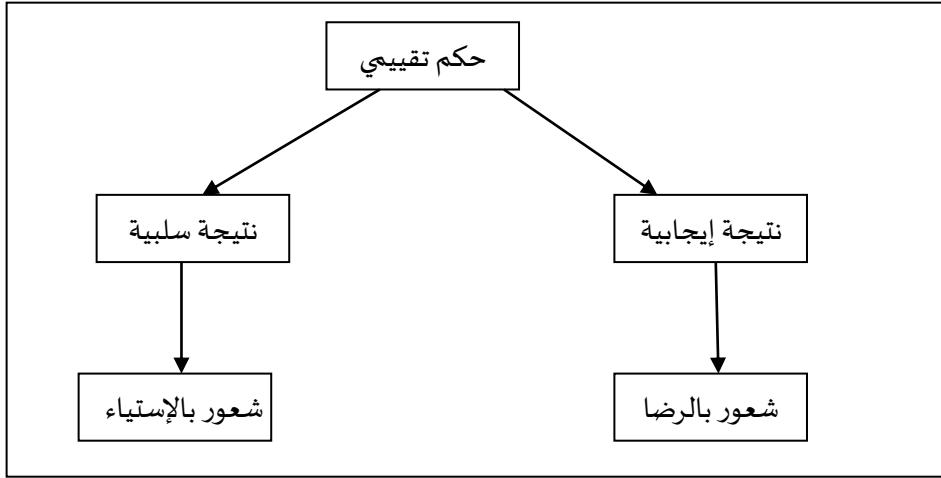 حكم تقييمي
نتيجة إيجابية
نتيجة سلبية
شعور بالرضا
شعور بالإستياء